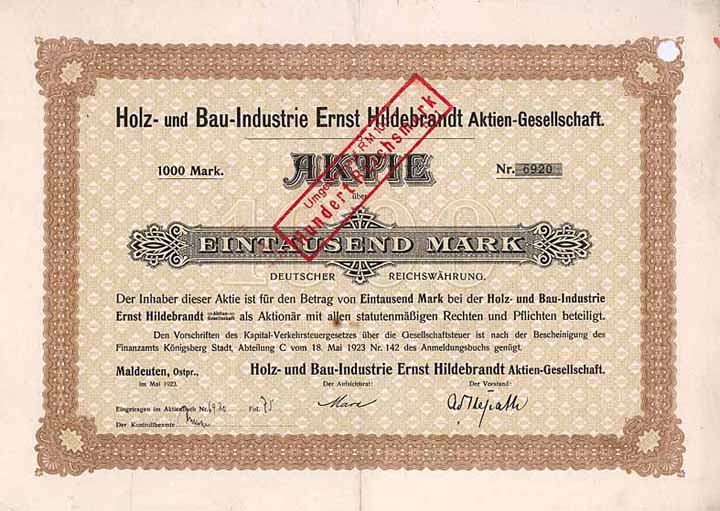 Holz- und Bau-Industrie Ernst Hildebrandt Aktien-Gesellschaft.
1000 Mark.
AKTIE
Nr. 6920
über
1000
EINTAUSEND MARK
DEUTSCHER REICHSWÄHRUNG.
Hundert Reichsmark
Der Inhaber dieser Aktie ist für den Betrag von Eintausend Mark bei der Holz- und Bau-Industrie
Ernst Hildebrandt Aktien-Gesellschaft als Aktionär mit allen statutenmäßigen Rechten und Pflichten beteiligt.
Den Vorschriften des Kapital-Verkehrsteuergesetzes über die Gesellschaftsteuer ist nach der Bescheinigung des
Finanzamts Königsberg Stadt, Abteilung C vom 18. Mai 1923 Nr. 142 des Anmeldungsbuchs genügt.
Maldeuten, Ostpr.,
im Mai 1923.
Holz- und Bau-Industrie Ernst Hildebrandt Aktien-Gesellschaft.
Der Aufsichtsrat:
Der Vorstand:
Eingetragen im Aktienbuch Nr. 6920 Fol. 75
Der Kontrollbeamte